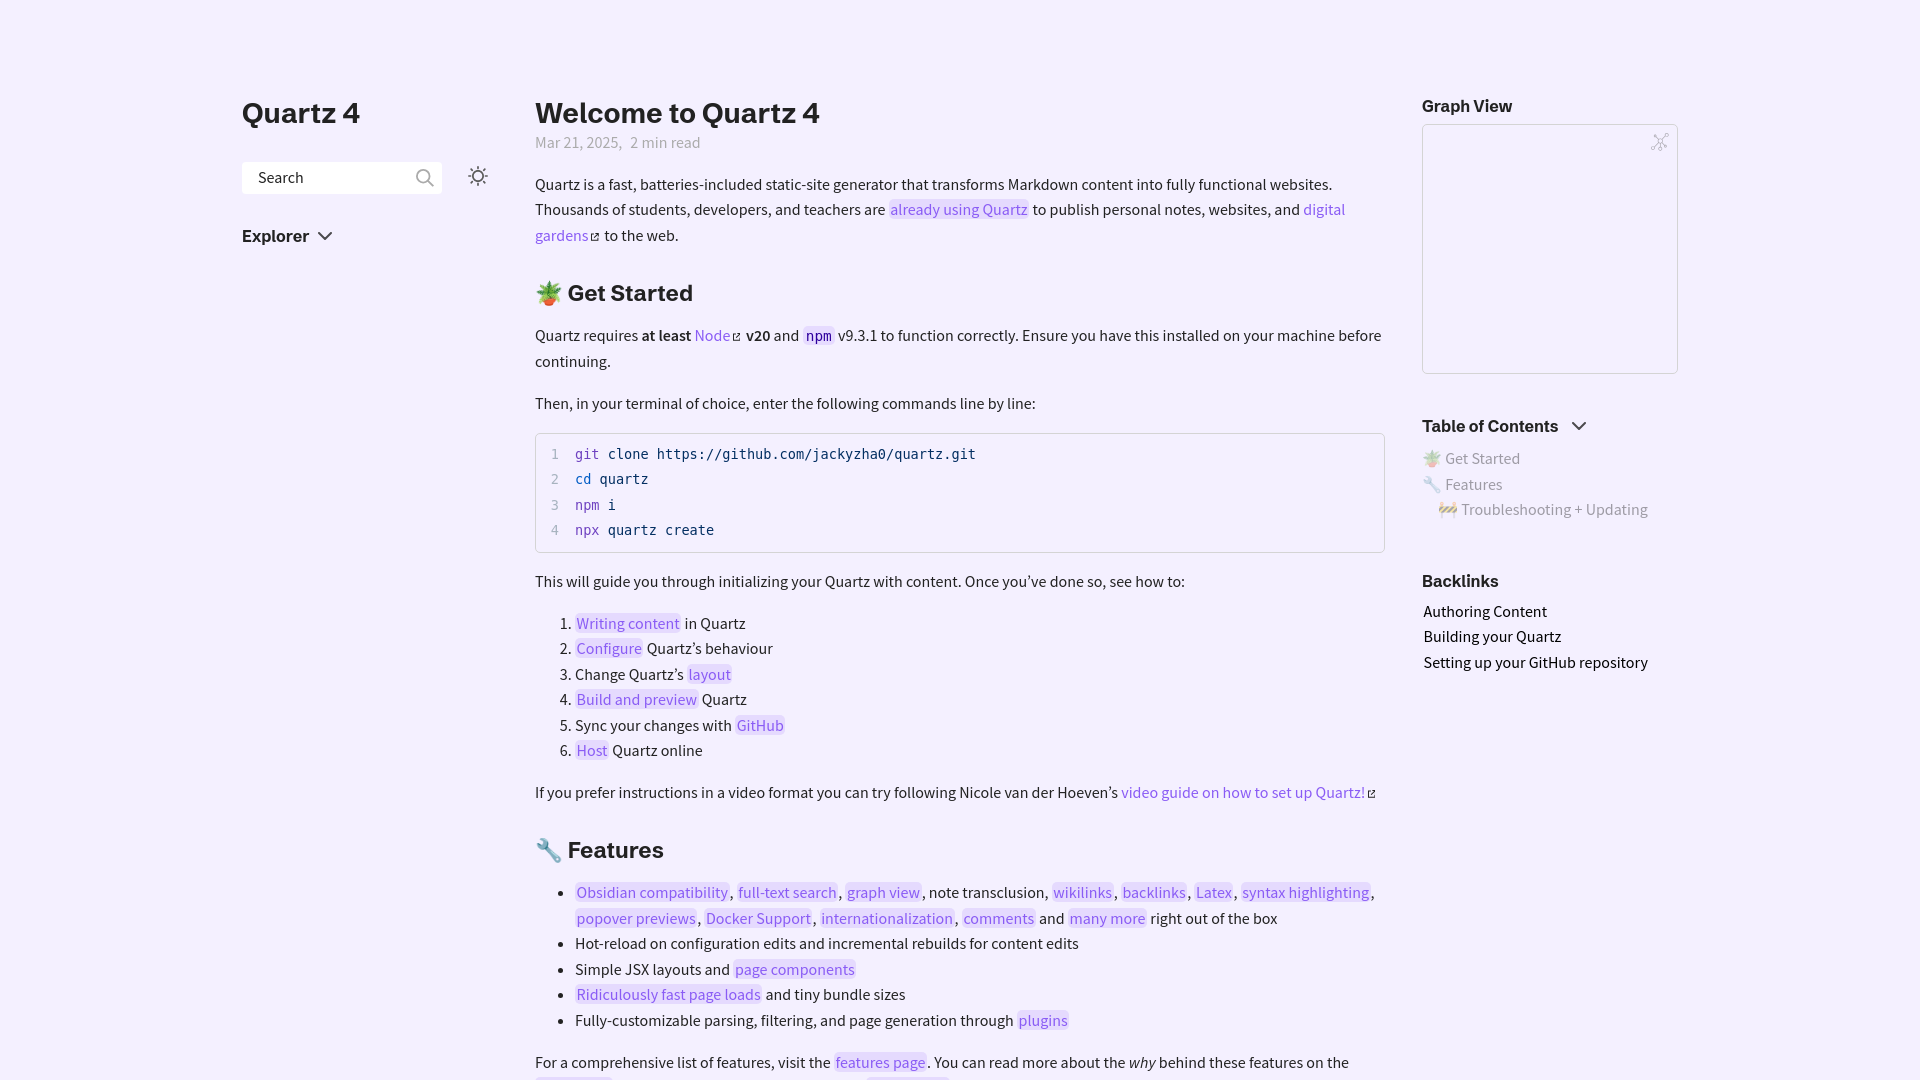 Quartz 4
Search
Explorer
Welcome to Quartz 4
Mar 21, 2025, 2 min read
Quartz is a fast, batteries-included static-site generator that transforms Markdown content into fully functional websites.
Thousands of students, developers, and teachers are already using Quartz to publish personal notes, websites, and digital
gardens to the web.
🪴 Get Started
Quartz requires at least Node v20 and npm v9.3.1 to function correctly. Ensure you have this installed on your machine before
continuing.
Then, in your terminal of choice, enter the following commands line by line:
1 git clone https://github.com/jackyzha0/quartz.git
2 cd quartz
3 npm i
4 npx quartz create
This will guide you through initializing your Quartz with content. Once you’ve done so, see how to:
1. Writing content in Quartz
2. Configure Quartz’s behaviour
3. Change Quartz’s layout
4. Build and preview Quartz
5. Sync your changes with GitHub
6. Host Quartz online
If you prefer instructions in a video format you can try following Nicole van der Hoeven’s video guide on how to set up Quartz!
🔧 Features
• Obsidian compatibility, full-text search, graph view, note transclusion, wikilinks, backlinks, Latex, syntax highlighting,
popover previews, Docker Support, internationalization, comments and many more right out of the box
• Hot-reload on configuration edits and incremental rebuilds for content edits
• Simple JSX layouts and page components
• Ridiculously fast page loads and tiny bundle sizes
• Fully-customizable parsing, filtering, and page generation through plugins
For a comprehensive list of features, visit the features page. You can read more about the why behind these features on the
Graph View
Table of Contents
🪴 Get Started
🔧 Features
🚧 Troubleshooting + Updating
Backlinks
Authoring Content
Building your Quartz
Setting up your GitHub repository